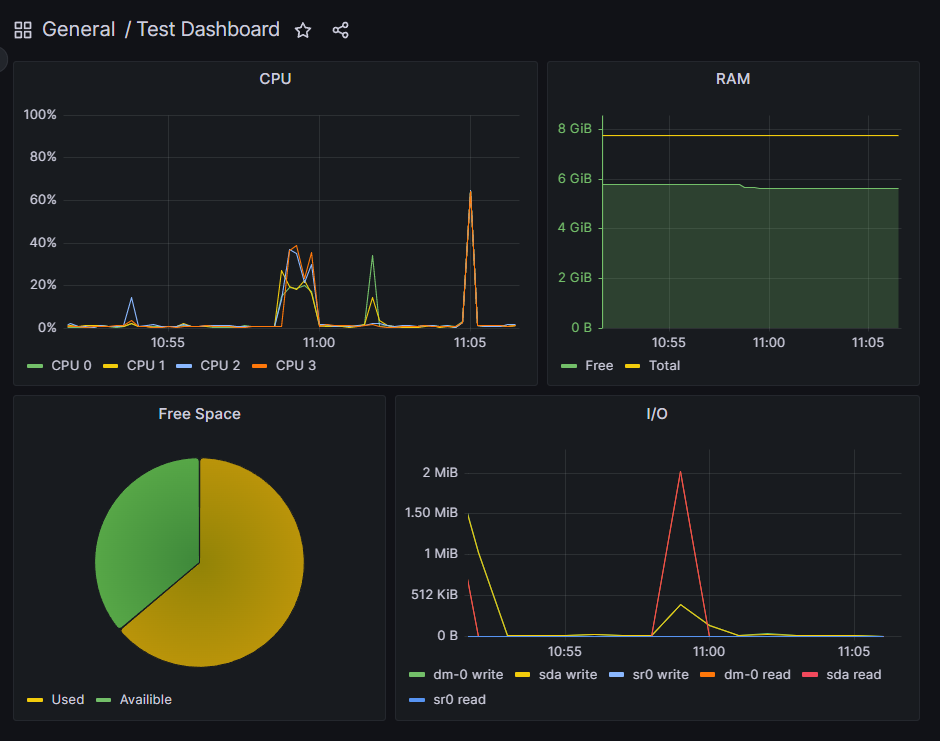 General / Test Dashboard
CPU
100%
80%
60%
40%
20%
0%
10:55 11:00 11:05
CPU 0 CPU 1 CPU 2 CPU 3
RAM
8 GiB
6 GiB
4 GiB
2 GiB
0 B
10:55 11:00 11:05
Free Total
Free Space
Used Availible
I/O
2 MiB
1.50 MiB
1 MiB
512 KiB
0 B
10:55 11:00 11:05
dm-0 write sda write sr0 write dm-0 read sda read
sr0 read